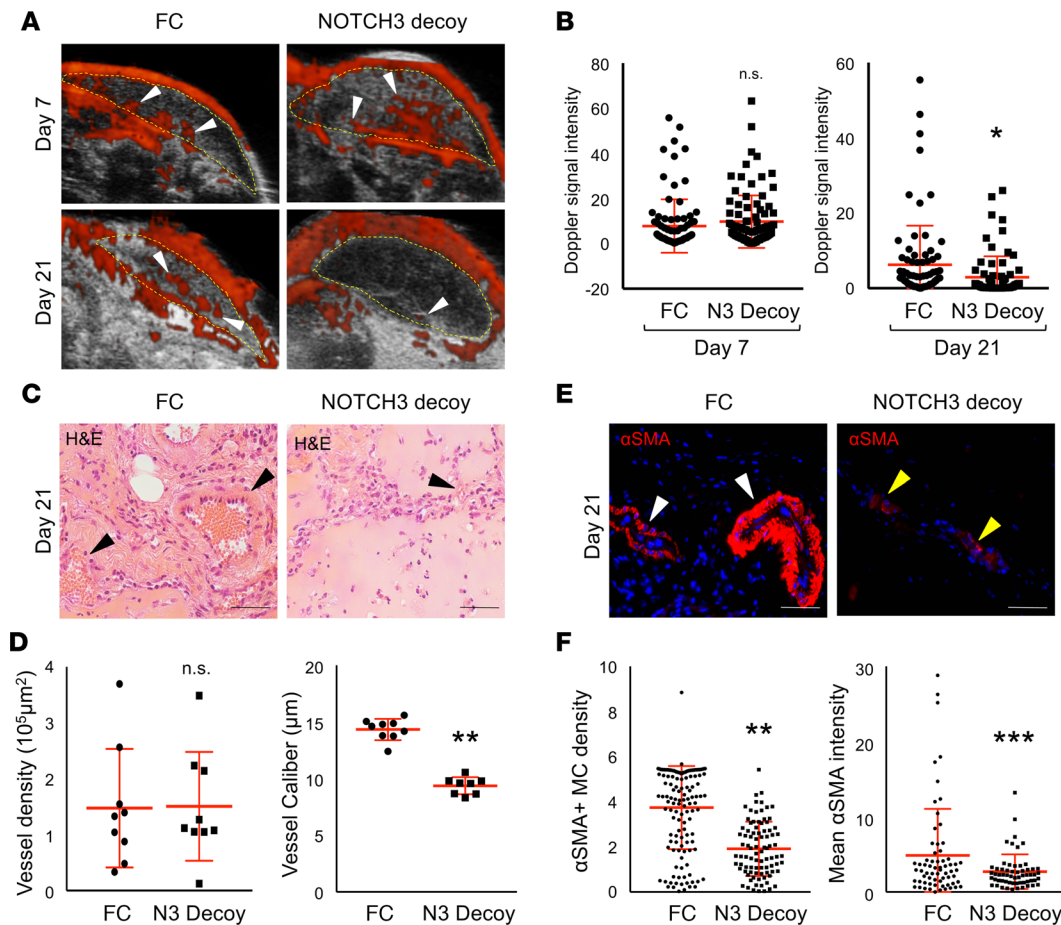 A
FC
NOTCH3 decoy
Day 7
Day 21
B
Doppler signal intensity
80
60
40
20
0
-20
n.s.
FC
N3 Decoy
Day 7
Doppler signal intensity
60
40
20
0
*
FC
N3 Decoy
Day 21
C
FC
NOTCH3 decoy
Day 21
H&E
H&E
E
FC
NOTCH3 decoy
Day 21
αSMA
αSMA
D
Vessel density (10⁵µm²)
4
3
2
1
0
n.s.
FC
N3 Decoy
Vessel Caliber (µm)
20
15
10
5
0
**
FC
N3 Decoy
F
αSMA+ MC density
10
8
6
4
2
0
**
FC
N3 Decoy
Mean αSMA intensity
30
20
10
0
***
FC
N3 Decoy